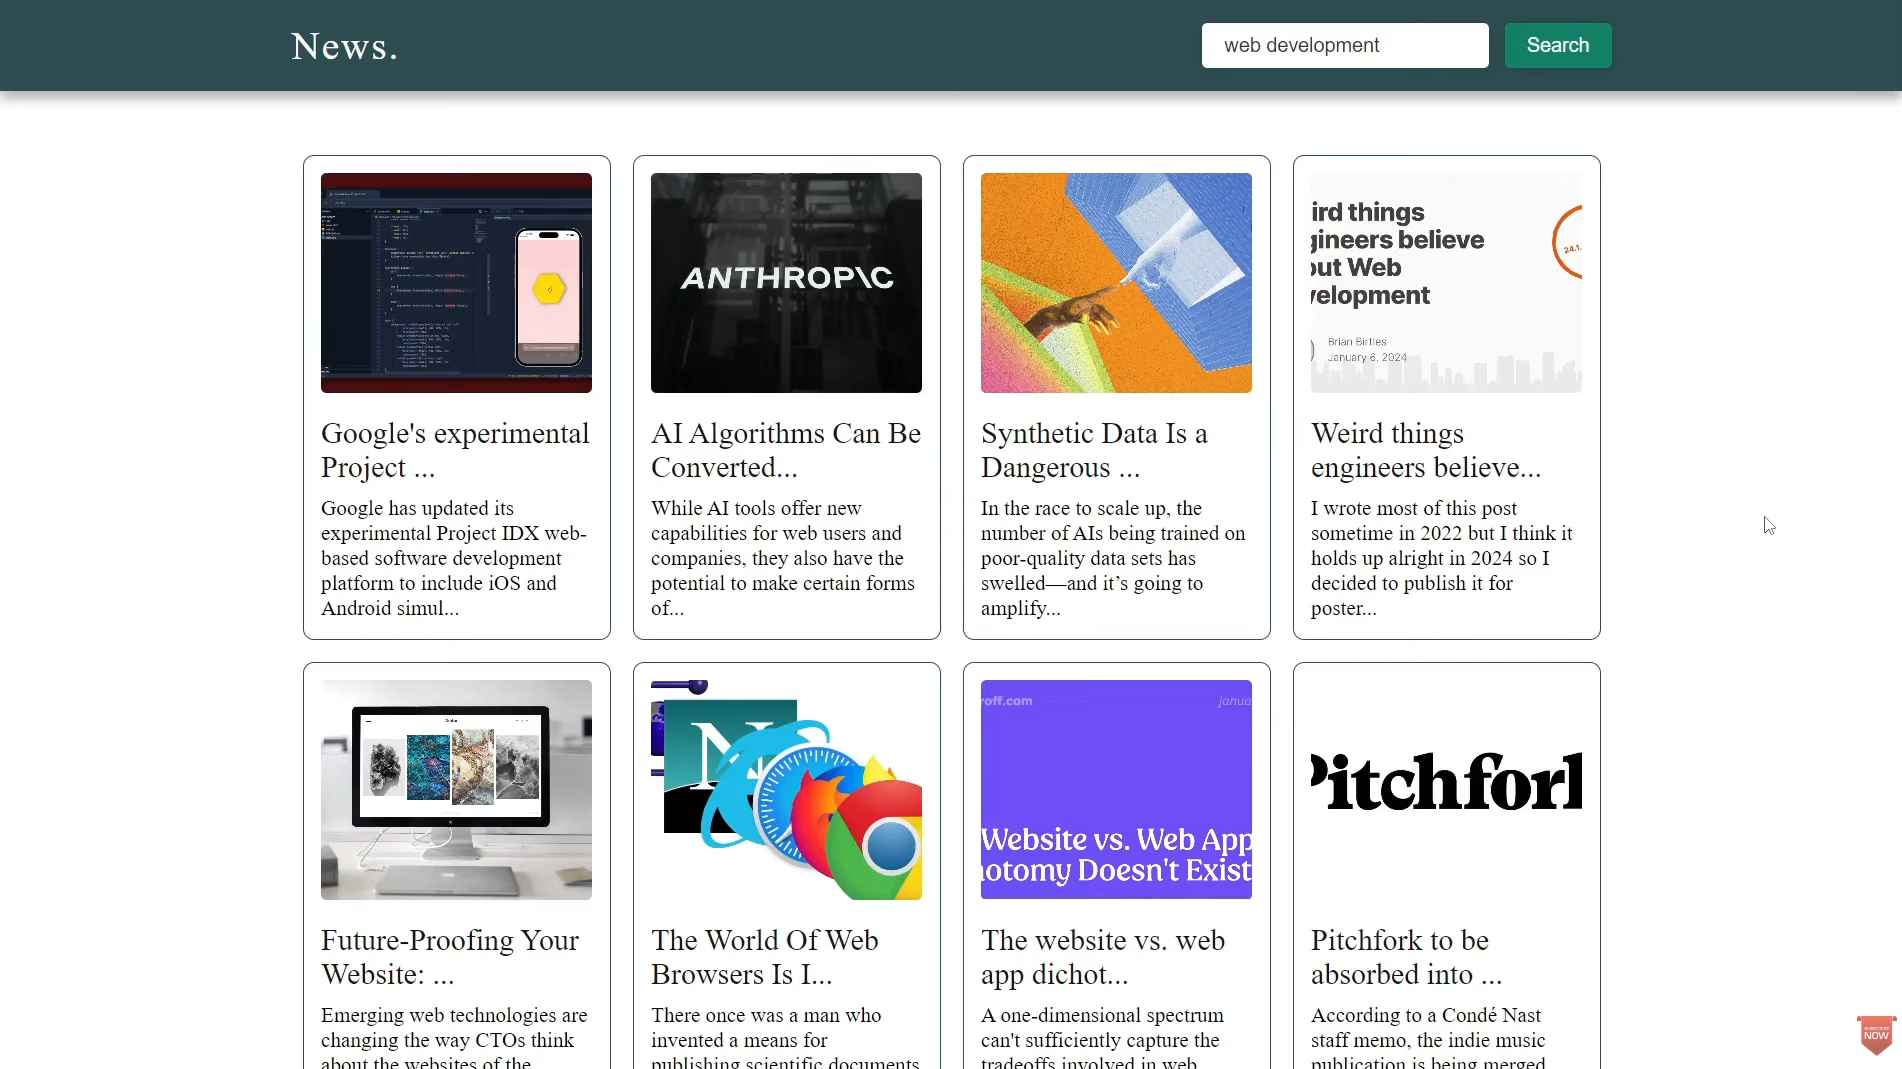 News.
web development
Search
ANTHROP\C
ird things
gineers believe
out Web
velopment
24.1.
Brian Birtles
January 6, 2024
Google's experimental
Project ...
Google has updated its
experimental Project IDX web-
based software development
platform to include iOS and
Android simul...
AI Algorithms Can Be
Converted...
While AI tools offer new
capabilities for web users and
companies, they also have the
potential to make certain forms
of...
Synthetic Data Is a
Dangerous ...
In the race to scale up, the
number of AIs being trained on
poor-quality data sets has
swelled—and it’s going to
amplify...
Weird things
engineers believe...
I wrote most of this post
sometime in 2022 but I think it
holds up alright in 2024 so I
decided to publish it for
poster...
N
roff.com
janua
Website vs. Web App
hotomy Doesn't Exist
Pitchfork
Future-Proofing Your
Website: ...
Emerging web technologies are
changing the way CTOs think
about the websites of the
The World Of Web
Browsers Is I...
There once was a man who
invented a means for
publishing scientific documents
The website vs. web
app dichot...
A one-dimensional spectrum
can't sufficiently capture the
tradeoffs involved in web
Pitchfork to be
absorbed into ...
According to a Condé Nast
staff memo, the indie music
publication is being merged
SUBSCRIBE
NOW